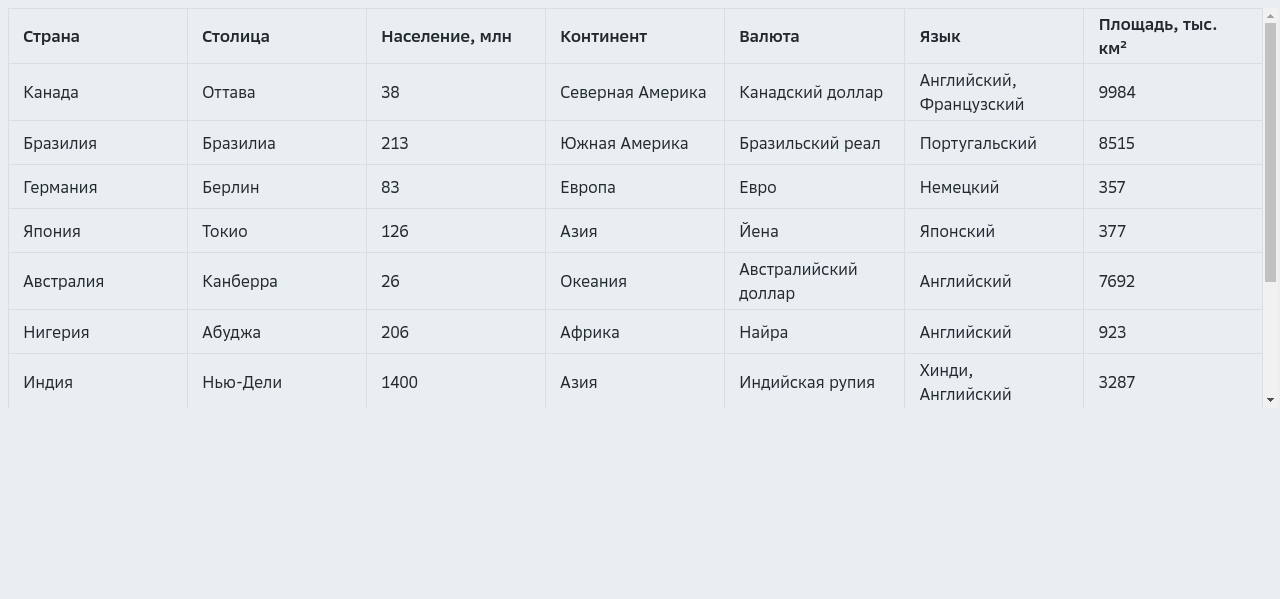 Страна Столица Население, млн Континент Валюта Язык Площадь, тыс. км²
Канада Оттава 38 Северная Америка Канадский доллар Английский, Французский 9984
Бразилия Бразилиа 213 Южная Америка Бразильский реал Португальский 8515
Германия Берлин 83 Европа Евро Немецкий 357
Япония Токио 126 Азия Йена Японский 377
Австралия Канберра 26 Океания Австралийский доллар Английский 7692
Нигерия Абуджа 206 Африка Найра Английский 923
Индия Нью-Дели 1400 Азия Индийская рупия Хинди, Английский 3287